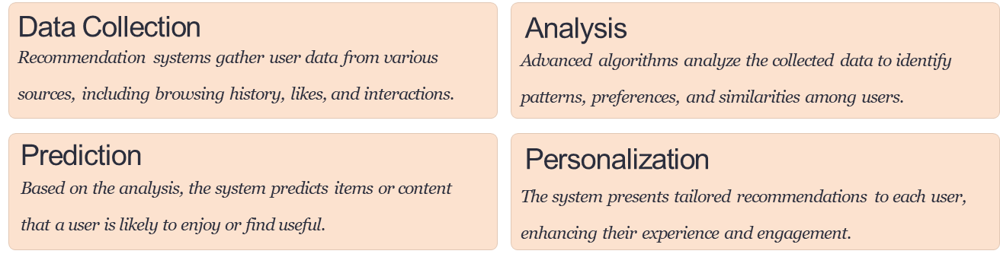 Data Collection
Recommendation systems gather user data from various
sources, including browsing history, likes, and interactions.
Analysis
Advanced algorithms analyze the collected data to identify
patterns, preferences, and similarities among users.
Prediction
Based on the analysis, the system predicts items or content
that a user is likely to enjoy or find useful.
Personalization
The system presents tailored recommendations to each user,
enhancing their experience and engagement.